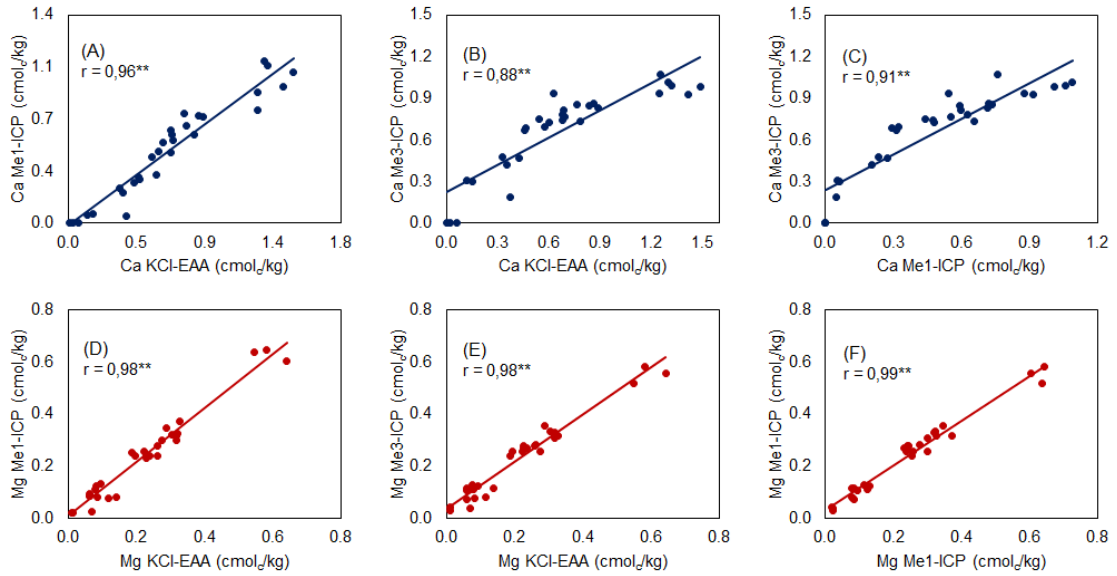 Ca Me1-ICP (cmolc/kg)
1.4
1.1
0.7
0.4
0.0
(A)
r = 0,96**
0.0 0.5 0.9 1.4 1.8
Ca KCl-EAA (cmolc/kg)
Ca Me3-ICP (cmolc/kg)
1.5
1.2
0.9
0.6
0.3
0.0
(B)
r = 0,88**
0.0 0.3 0.6 0.9 1.2 1.5
Ca KCl-EAA (cmolc/kg)
Ca Me3-ICP (cmolc/kg)
1.5
1.2
0.9
0.6
0.3
0.0
(C)
r = 0,91**
0.0 0.3 0.6 0.9 1.2
Ca Me1-ICP (cmolc/kg)
Mg Me1-ICP (cmolc/kg)
0.8
0.6
0.4
0.2
0.0
(D)
r = 0,98**
0.0 0.2 0.4 0.6 0.8
Mg KCl-EAA (cmolc/kg)
Mg Me3-ICP (cmolc/kg)
0.8
0.6
0.4
0.2
0.0
(E)
r = 0,98**
0.0 0.2 0.4 0.6 0.8
Mg KCl-EAA (cmolc/kg)
Mg Me3-ICP (cmolc/kg)
0.8
0.6
0.4
0.2
0.0
(F)
r = 0,99**
0.0 0.2 0.4 0.6 0.8
Mg Me1-ICP (cmolc/kg)